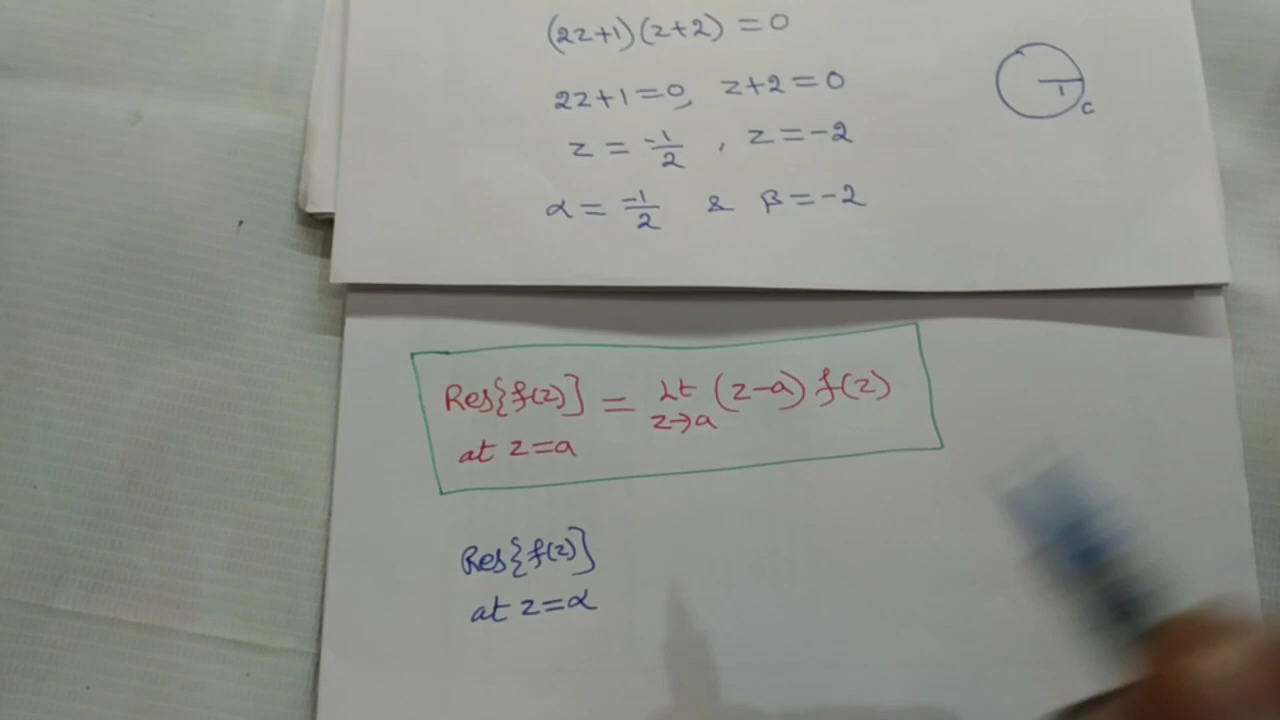 (2z+1)(z+2) = 0
2z+1=0, z+2=0
z = -1/2 , z = -2
α = -1/2 & β = -2
1
c
Res{f(z)} = Lt (z-a) f(z)
at z=a z→a
Res{f(z)}
at z=α